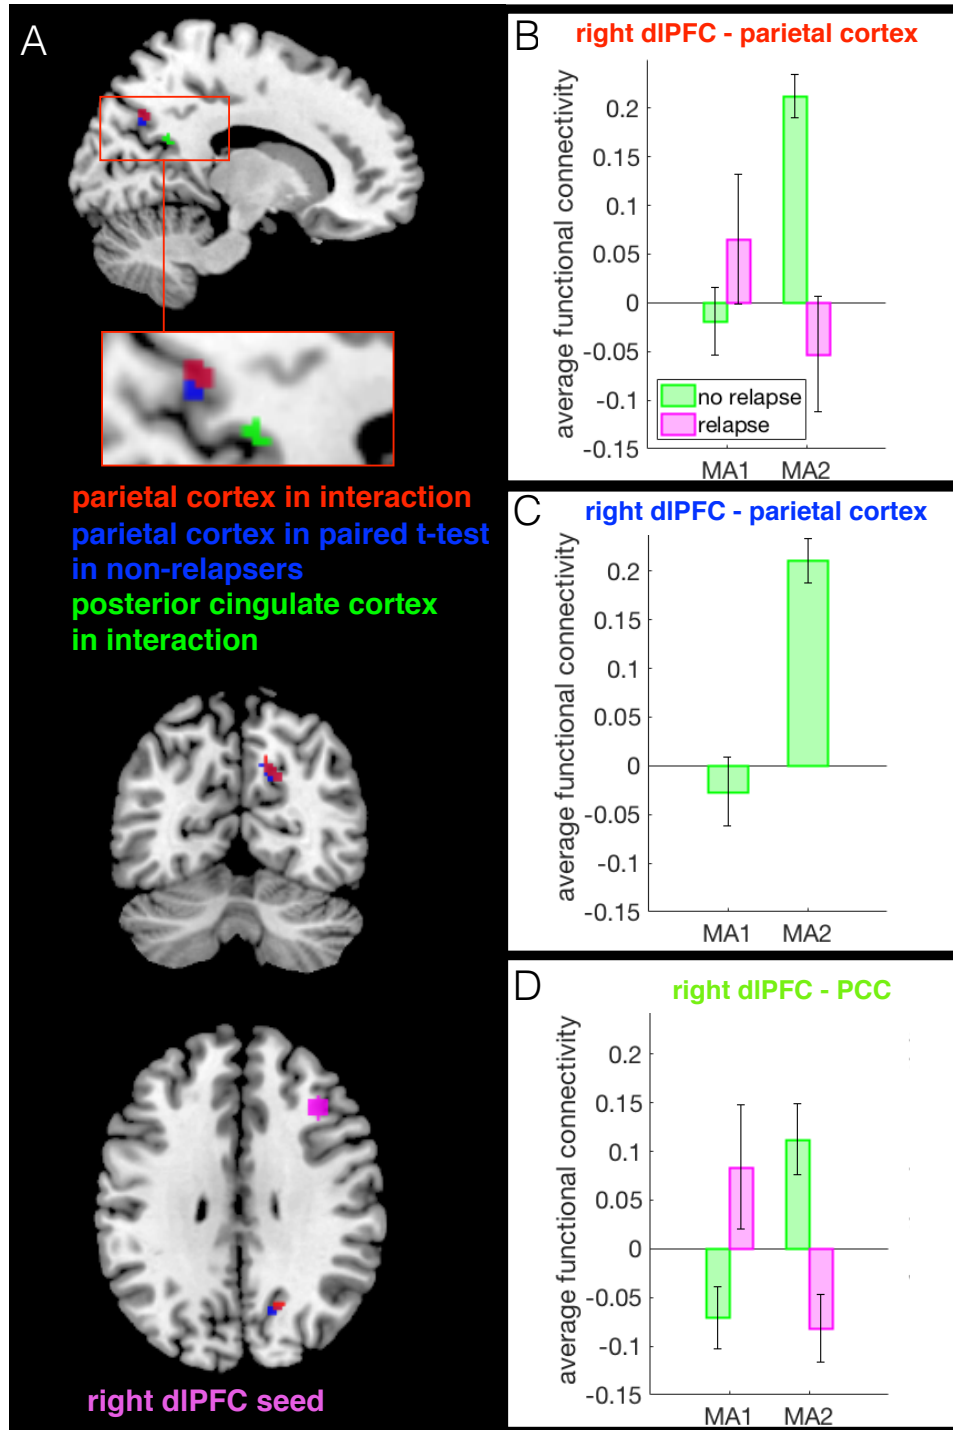 A
parietal cortex in interaction
parietal cortex in paired t-test
in non-relapsers
posterior cingulate cortex
in interaction
right dlPFC seed
B
right dlPFC - parietal cortex
average functional connectivity
0.2
0.15
0.1
0.05
0
-0.05
-0.1
-0.15
no relapse
relapse
MA1 MA2
C
right dlPFC - parietal cortex
average functional connectivity
0.2
0.15
0.1
0.05
0
-0.05
-0.1
-0.15
MA1 MA2
D
right dlPFC - PCC
average functional connectivity
0.2
0.15
0.1
0.05
0
-0.05
-0.1
-0.15
MA1 MA2